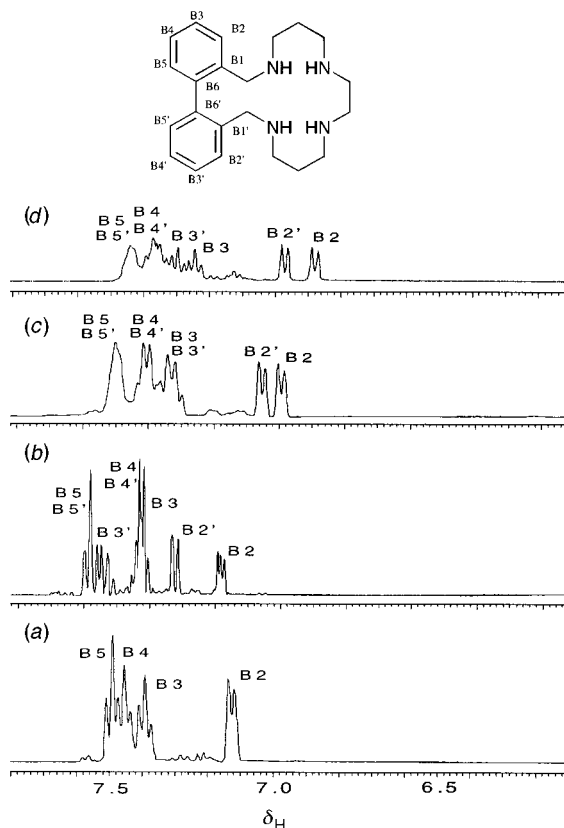 B3
B4 B2
B5 B1
NH HN
B6
B6'
B5' NH HN
B1'
B4' B2'
B3'
(d)
B5 B4
B5' B4' B3' B3 B2' B2
(c)
B5 B4 B3
B5' B4' B3' B2' B2
(b)
B5 B4
B5' B4' B3
B3' B2' B2
(a)
B5 B4 B3 B2
7.5 7.0 6.5
δH